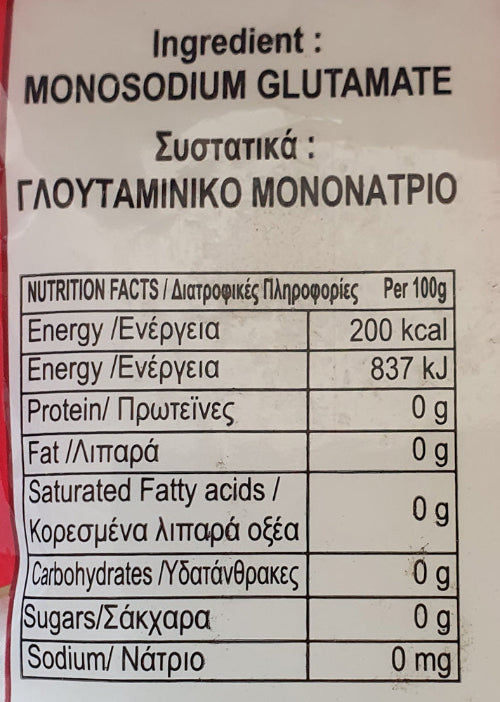 Ingredient :
MONOSODIUM GLUTAMATE
Συστατικά :
ΓΛΟΥΤΑΜΙΝΙΚΟ ΜΟΝΟΝΑΤΡΙΟ
NUTRITION FACTS / Διατροφικές Πληροφορίες Per 100g
Energy /Ενέργεια 200 kcal
Energy /Ενέργεια 837 kJ
Protein/ Πρωτεϊνες 0 g
Fat /Λιπαρά 0 g
Saturated Fatty acids /
Κορεσμένα λιπαρά οξέα 0 g
Carbohydrates /Υδατάνθρακες 0 g
Sugars/Σάκχαρα 0 g
Sodium/ Νάτριο 0 mg